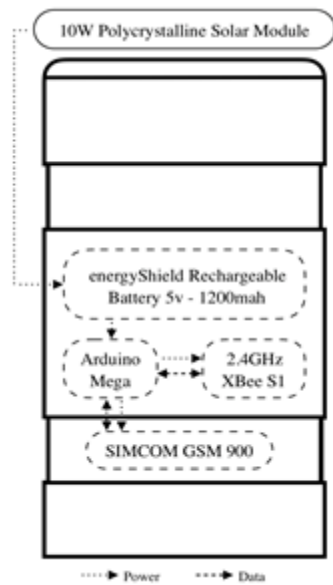 10W Polycrystalline Solar Module
energyShield Rechargeable
Battery 5v - 1200mah
Arduino
Mega
2.4GHz
XBee S1
SIMCOM GSM 900
Power
Data